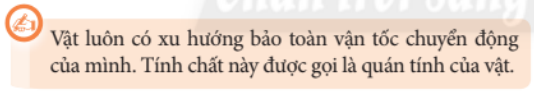 Vật luôn có xu hướng bảo toàn vận tốc chuyển động
của mình. Tính chất này được gọi là quán tính của vật.